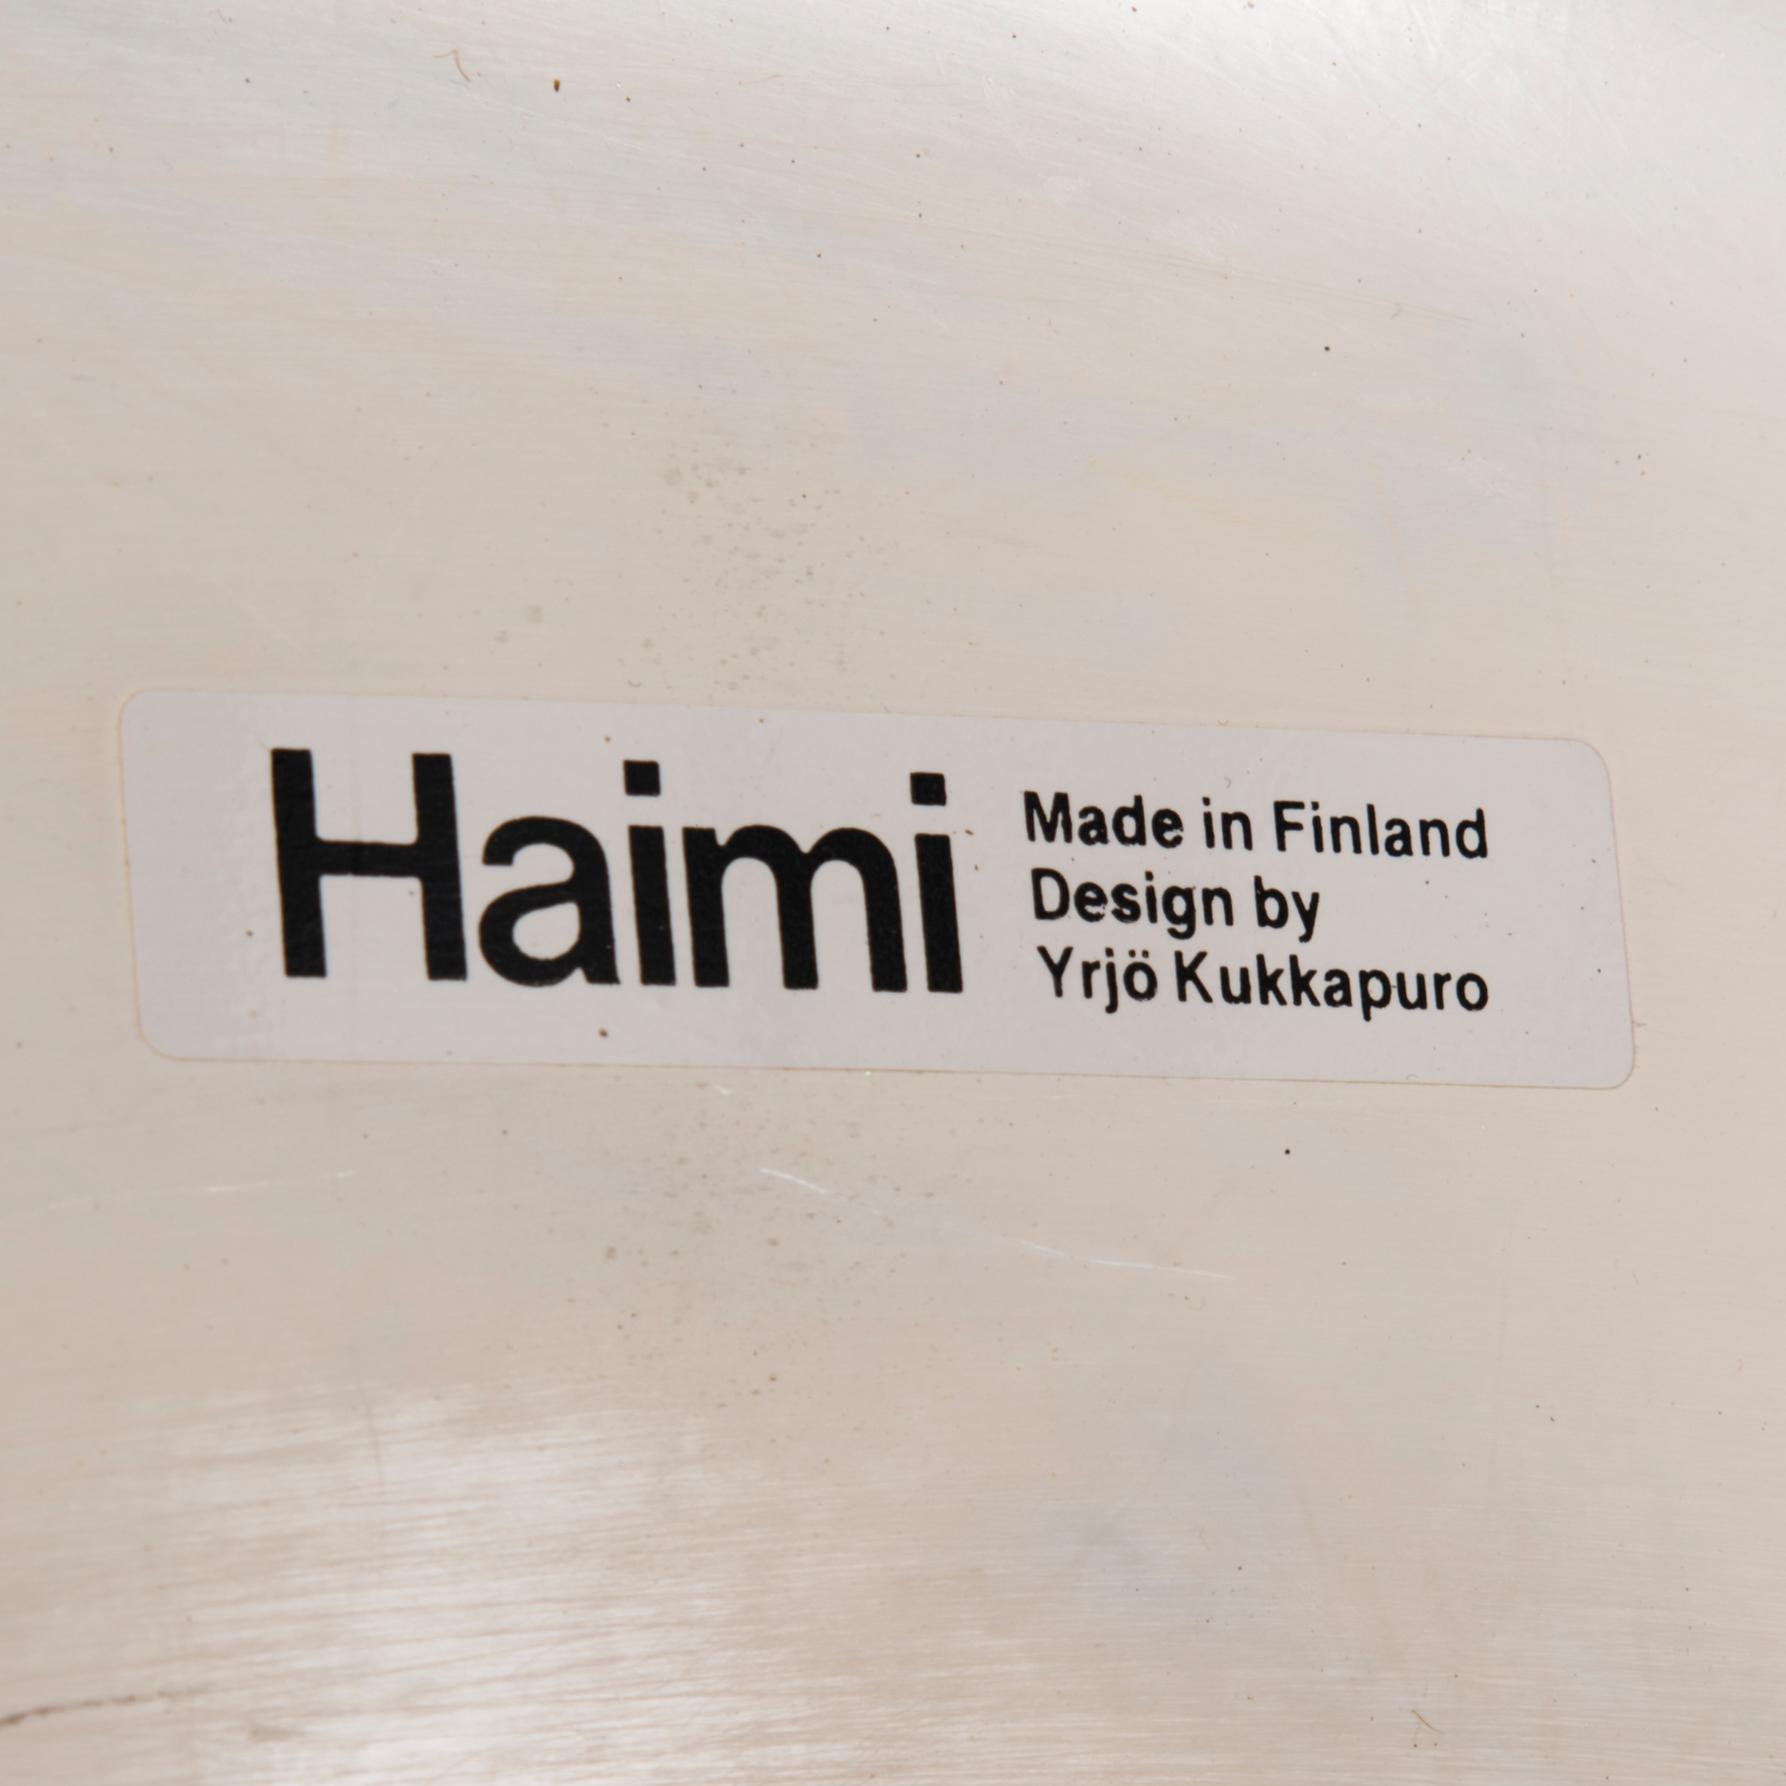 Haimi
Made in Finland
Design by
Yrjö Kukkapuro